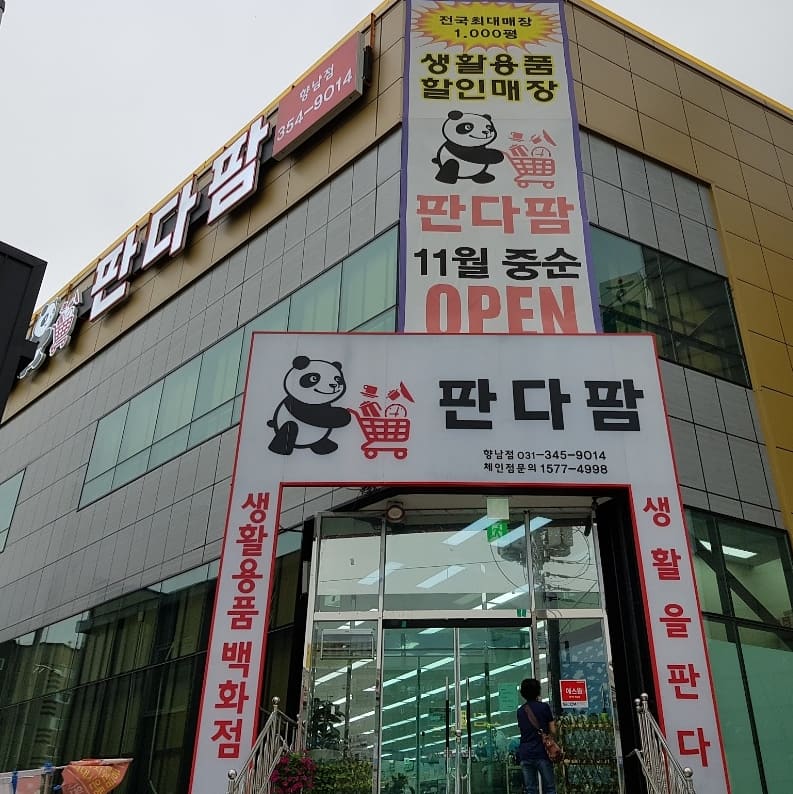 전국최대매장
1.000평
생활용품
할인매장
판다팜
11월 중순
OPEN
향남점
354-9014
판다팜
판다팜
향남점 031-345-9014
체인점문의 1577-4998
생활용품백화점
생활을판다
에스원